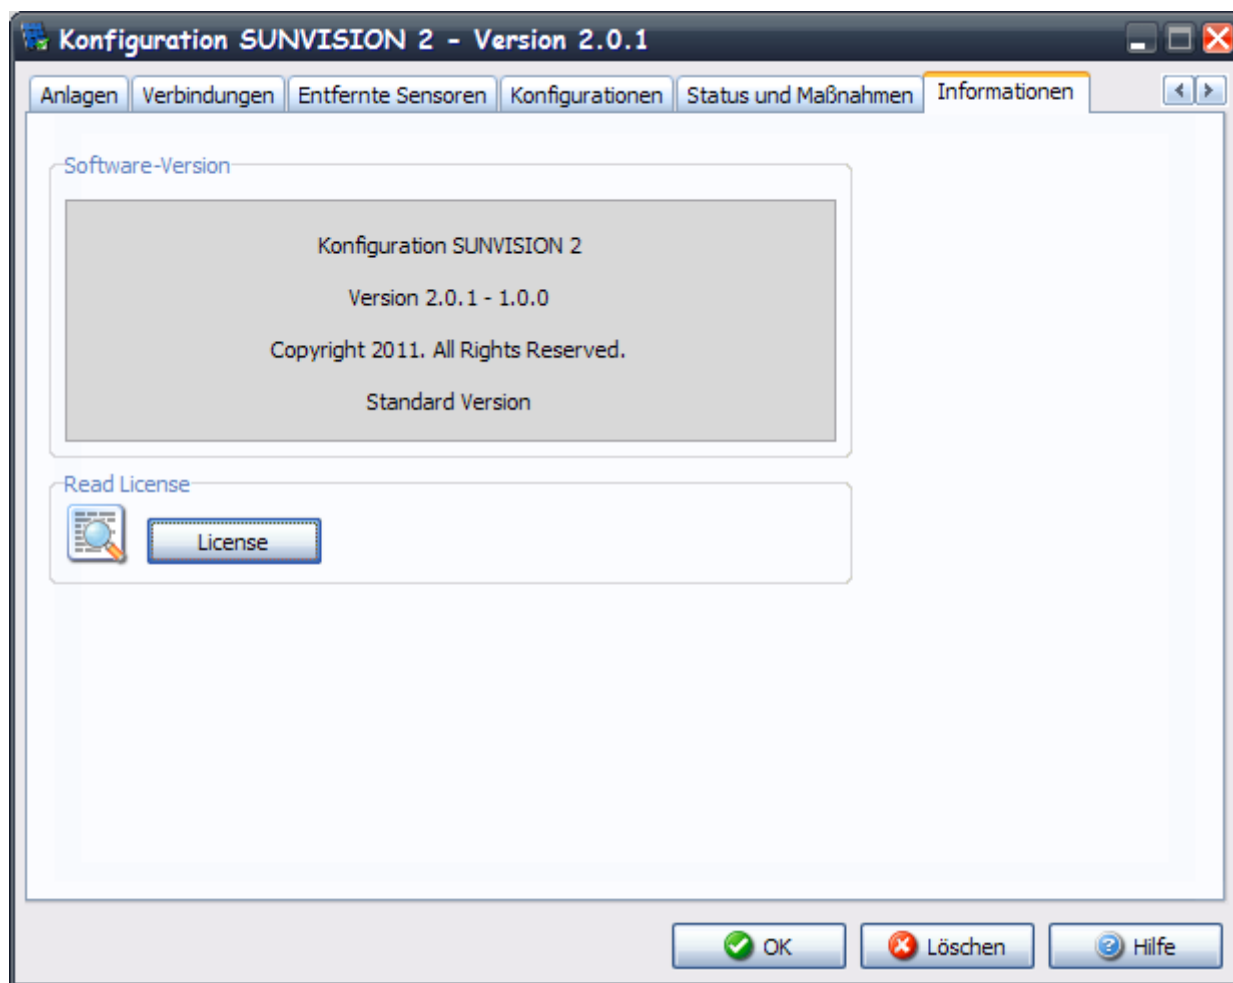 Konfiguration SUNVISION 2 - Version 2.0.1
Anlagen Verbindungen Entfernte Sensoren Konfigurationen Status und Maßnahmen Informationen
Software-Version
Konfiguration SUNVISION 2
Version 2.0.1 - 1.0.0
Copyright 2011. All Rights Reserved.
Standard Version
Read License
License
OK Löschen Hilfe